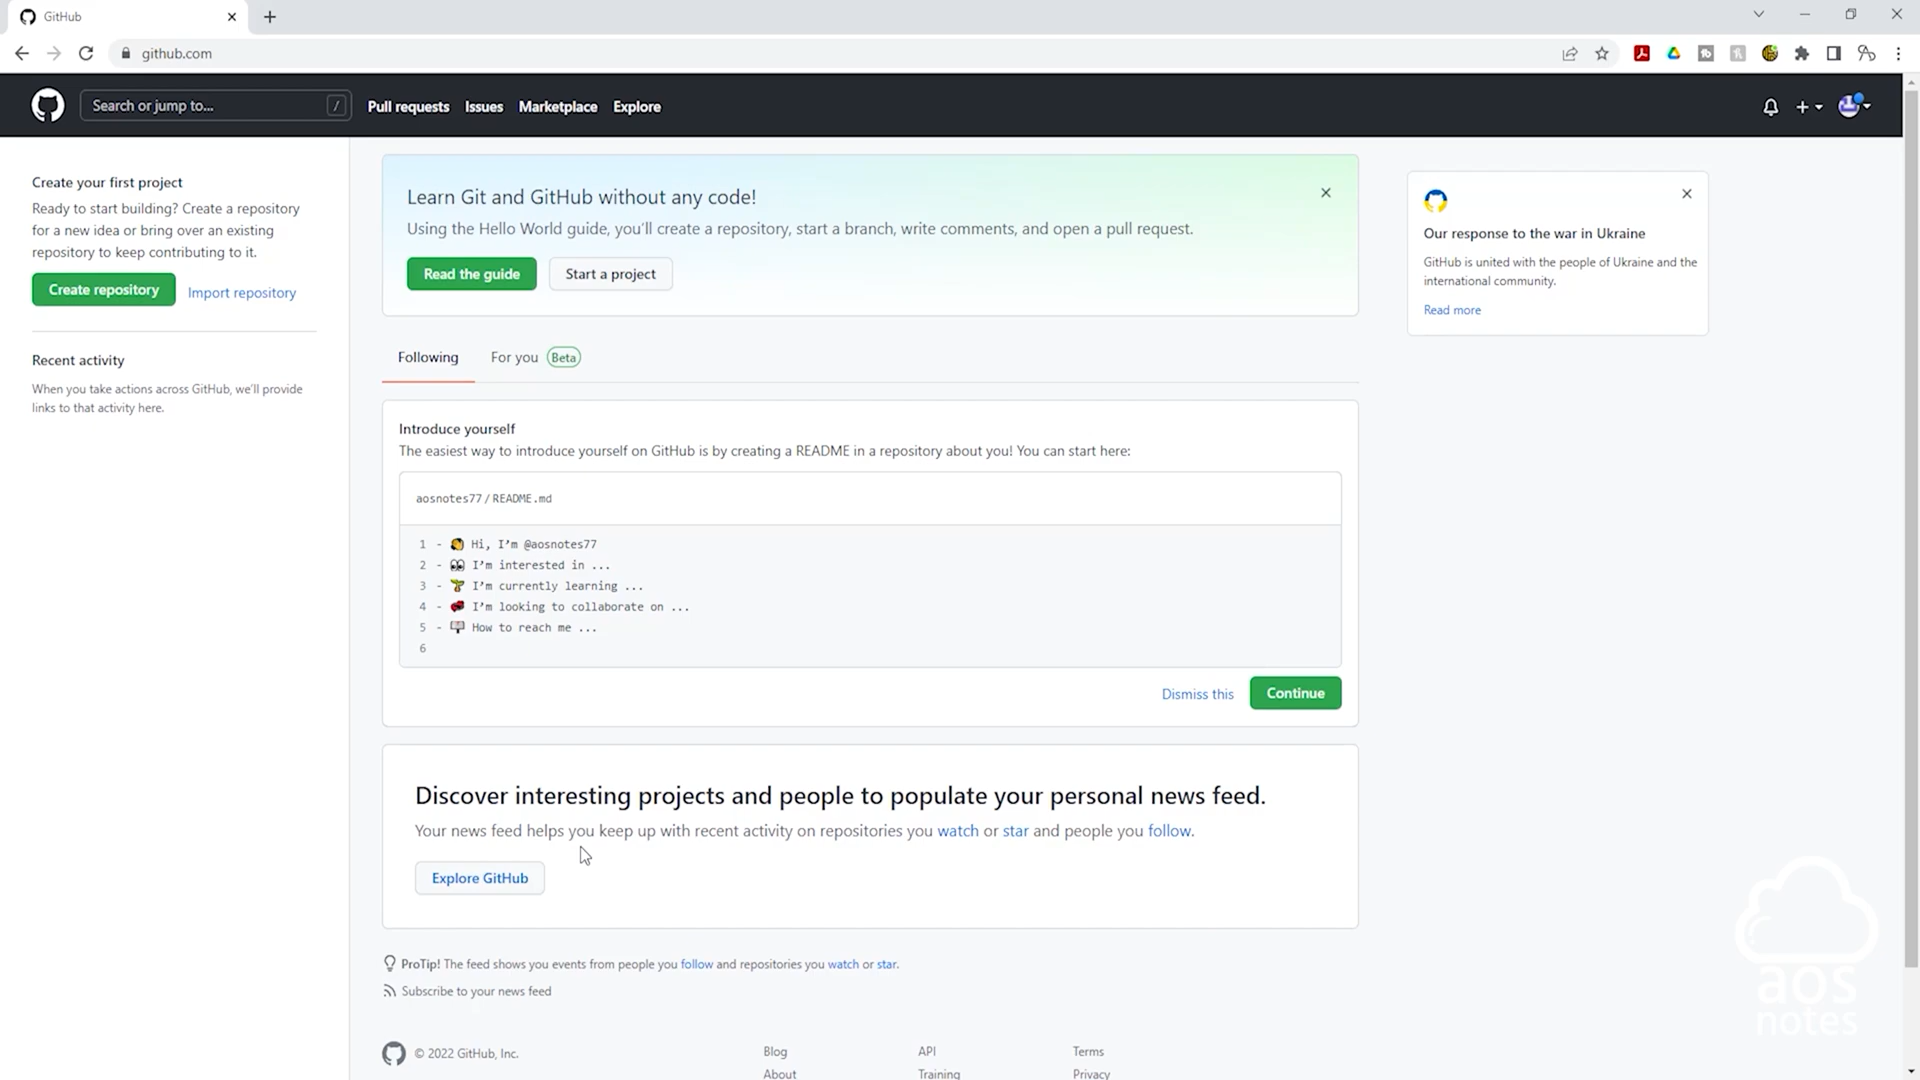 GitHub
github.com
Search or jump to... /
Pull requests Issues Marketplace Explore
Create your first project
Ready to start building? Create a repository
for a new idea or bring over an existing
repository to keep contributing to it.
Create repository Import repository
Recent activity
When you take actions across GitHub, we'll provide
links to that activity here.
Learn Git and GitHub without any code!
Using the Hello World guide, you'll create a repository, start a branch, write comments, and open a pull request.
Read the guide Start a project
Following For you Beta
Introduce yourself
The easiest way to introduce yourself on GitHub is by creating a README in a repository about you! You can start here:
aosnotes77/README.md
1 - 👋 Hi, I'm @aosnotes77
2 - 👀 I'm interested in ...
3 - 🌱 I'm currently learning ...
4 - 💞️ I'm looking to collaborate on ...
5 - 📫 How to reach me ...
6
Dismiss this Continue
Discover interesting projects and people to populate your personal news feed.
Your news feed helps you keep up with recent activity on repositories you watch or star and people you follow.
Explore GitHub
ProTip! The feed shows you events from people you follow and repositories you watch or star.
Subscribe to your news feed
© 2022 GitHub, Inc.
Blog API Terms
About Training Privacy
Our response to the war in Ukraine
GitHub is united with the people of Ukraine and the
international community.
Read more
aos
notes